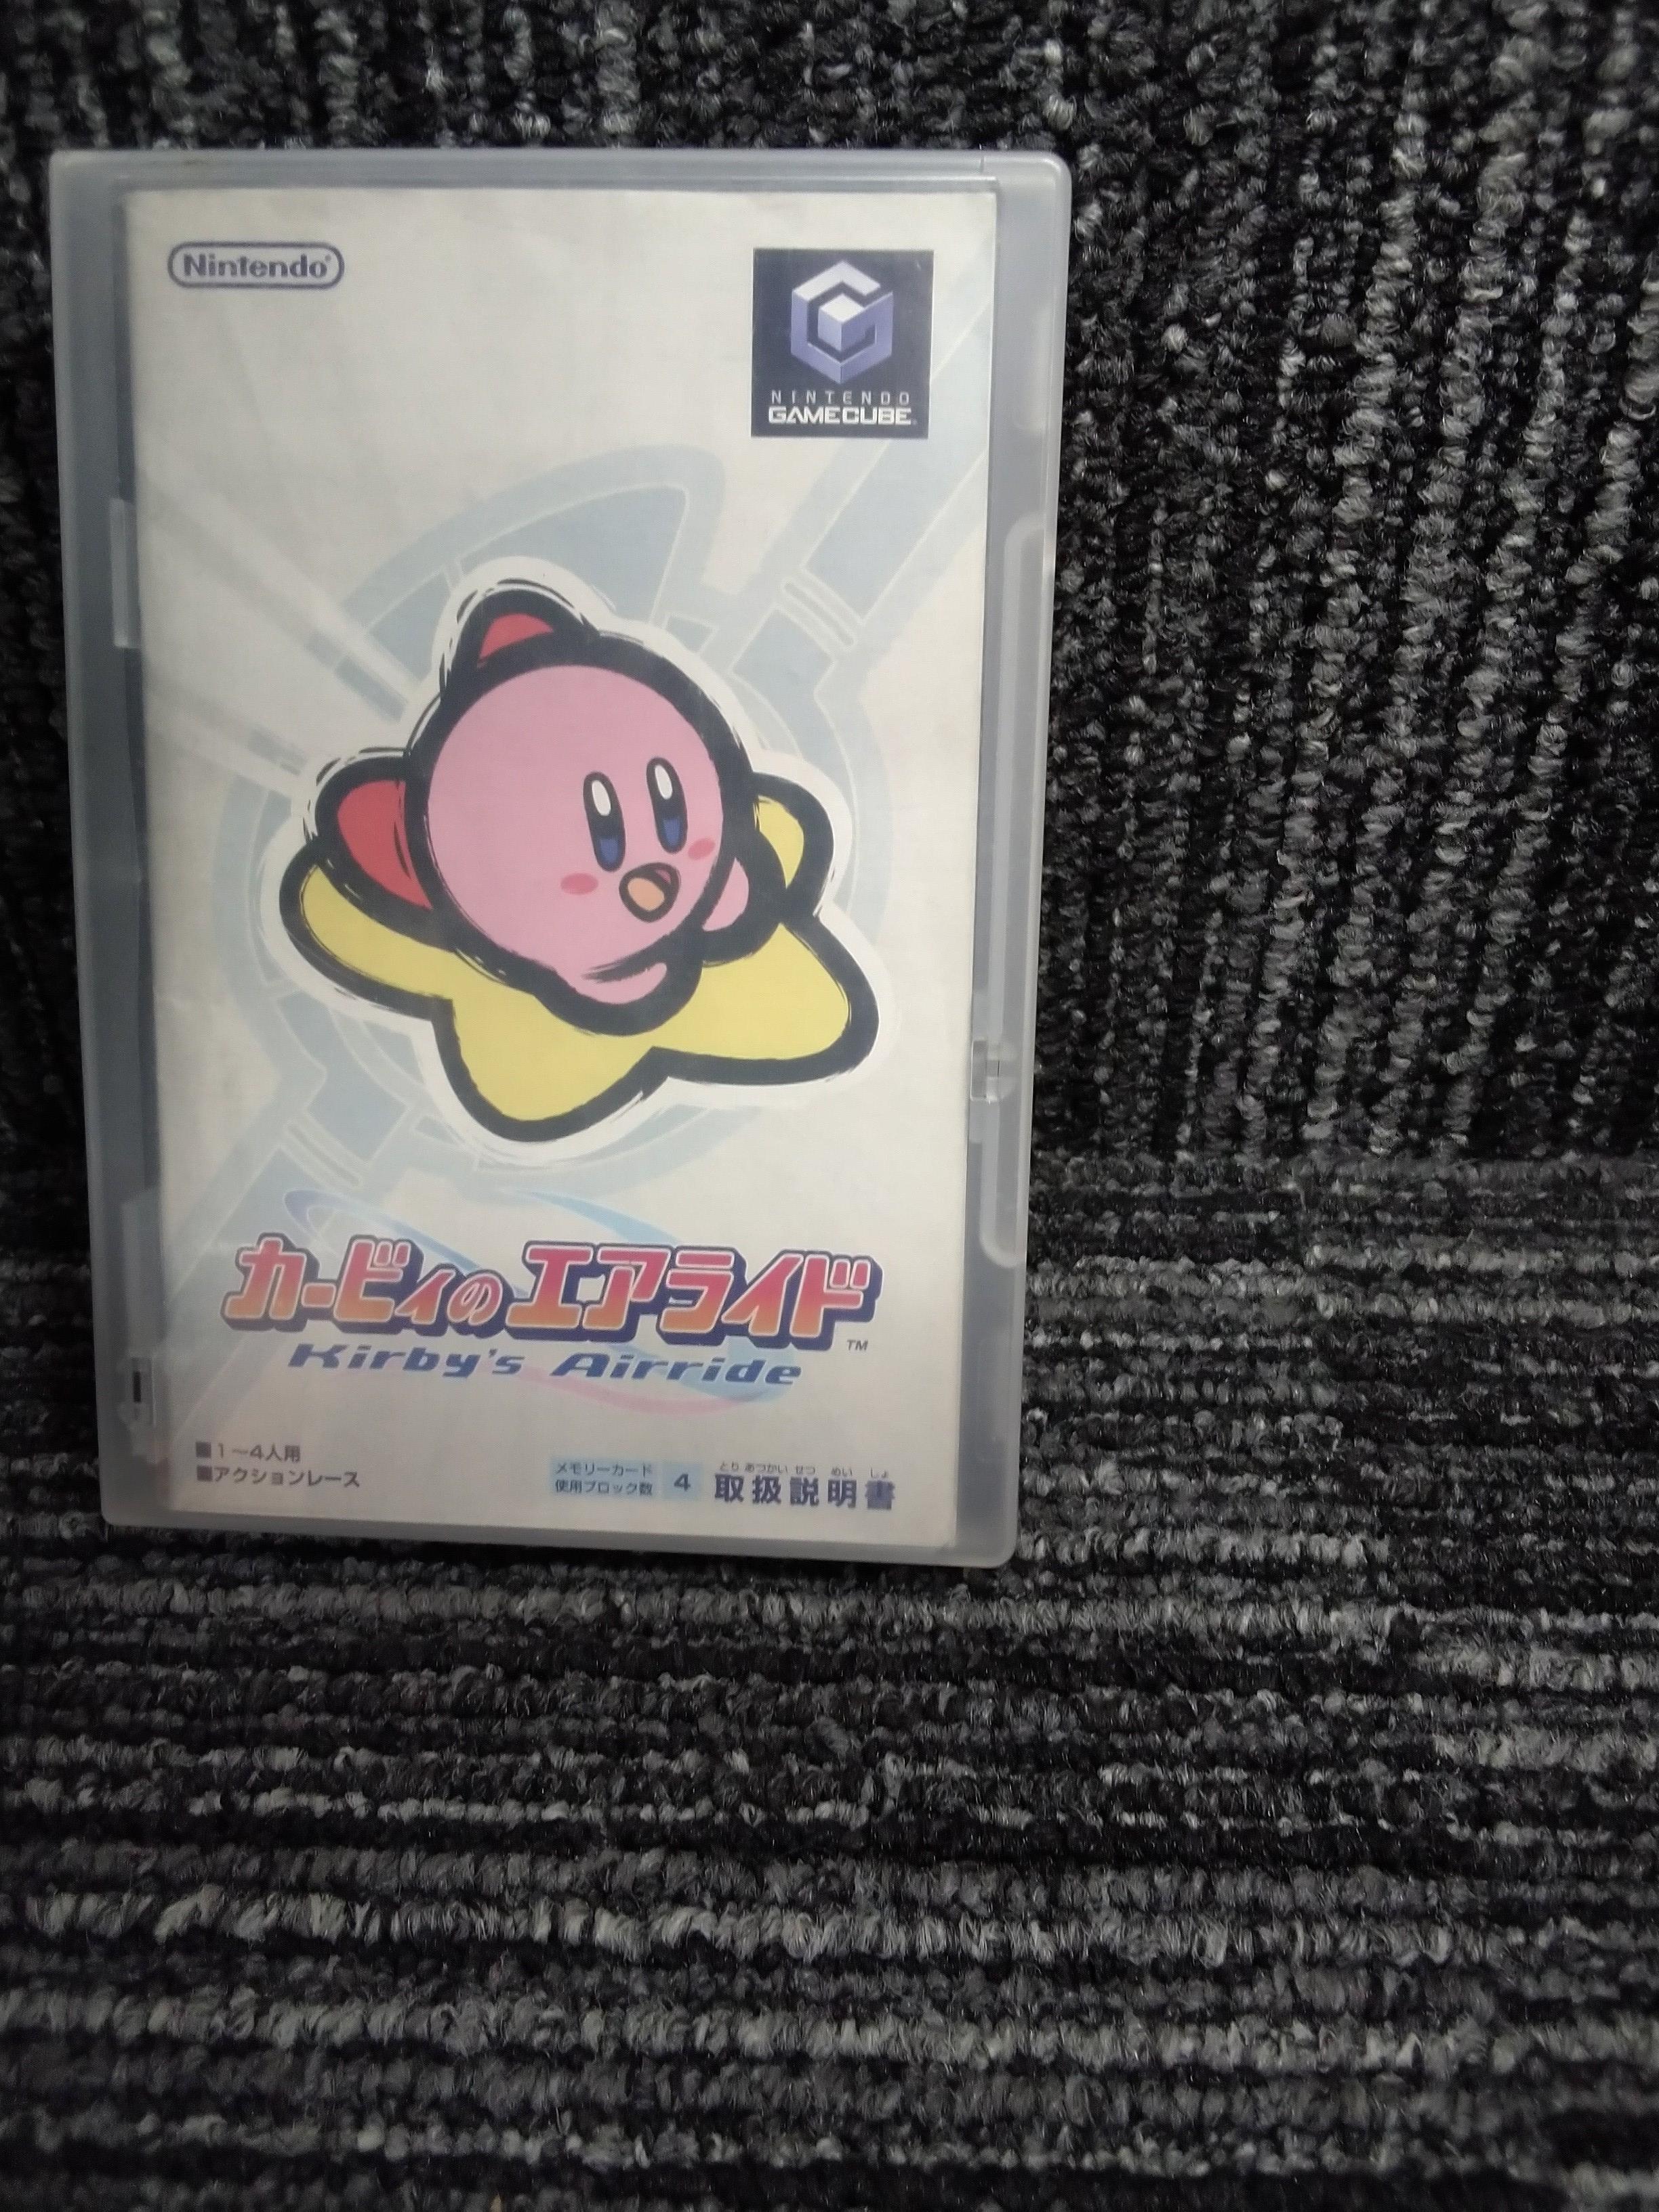 Nintendo®
NINTENDO
GAMECUBE
カービィのエアライド
TM
Kirby's Airride
■1〜4人用
■アクションレース
メモリーカード
使用ブロック数
4
とり あつかい せつ めい しょ
取扱説明書